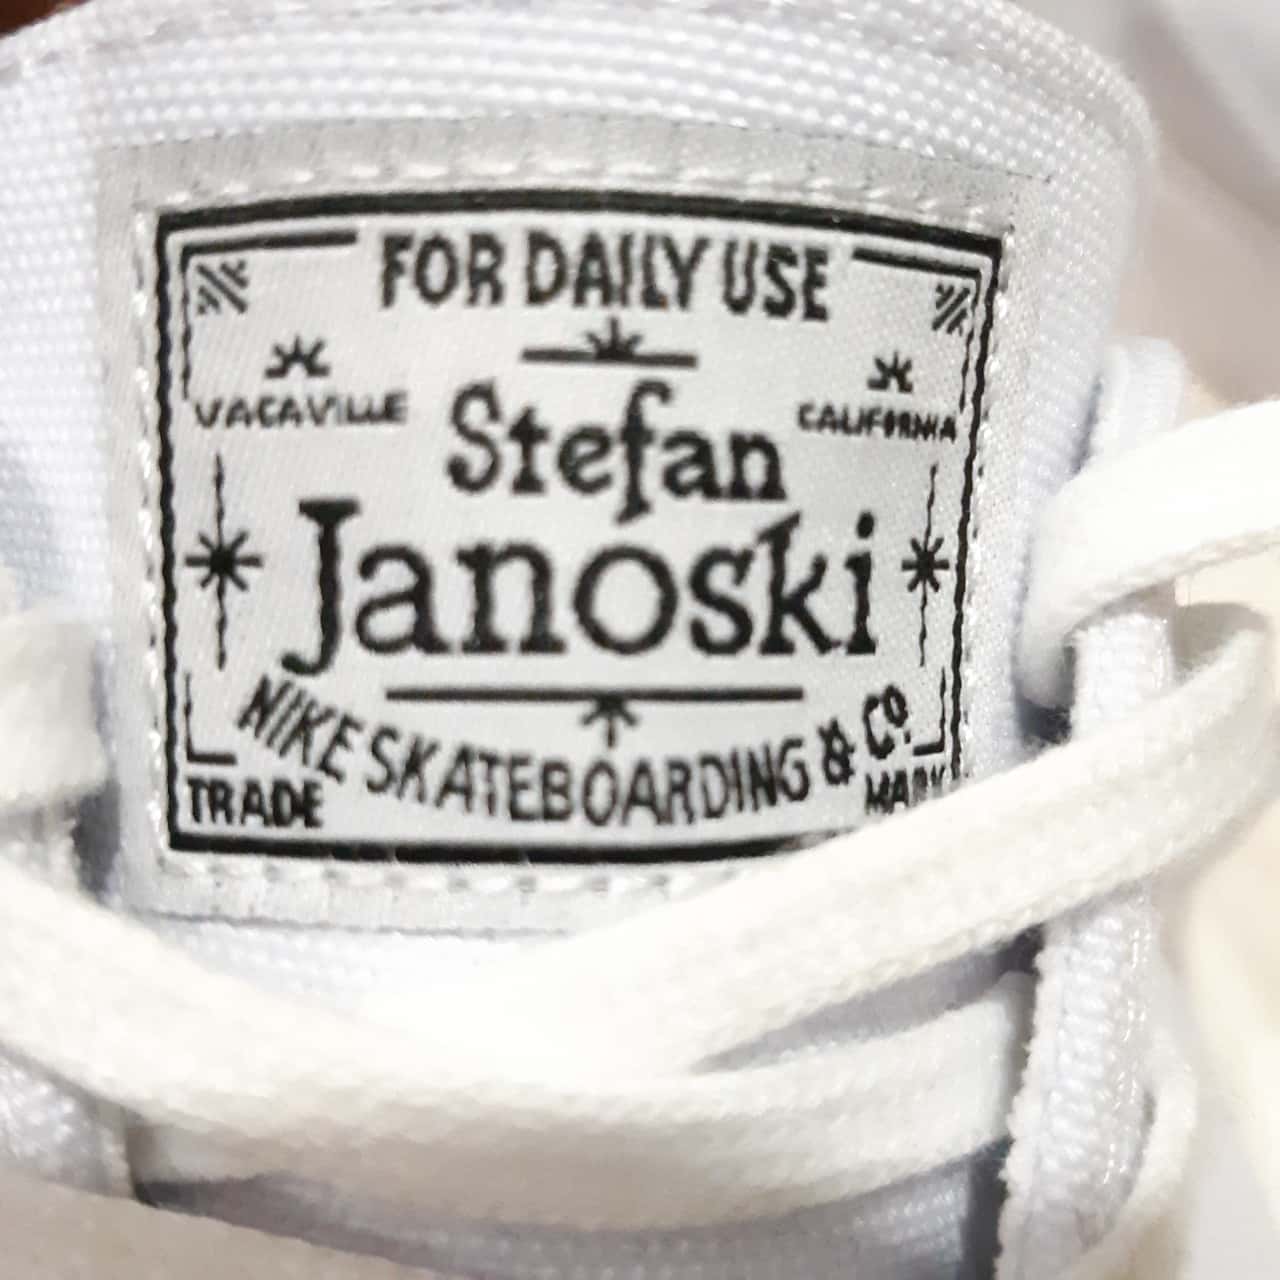 FOR DAILY USE
VACAVILLE
CALIFORNIA
Stefan
Janoski
NIKE SKATEBOARDING & Co.
TRADE MARK